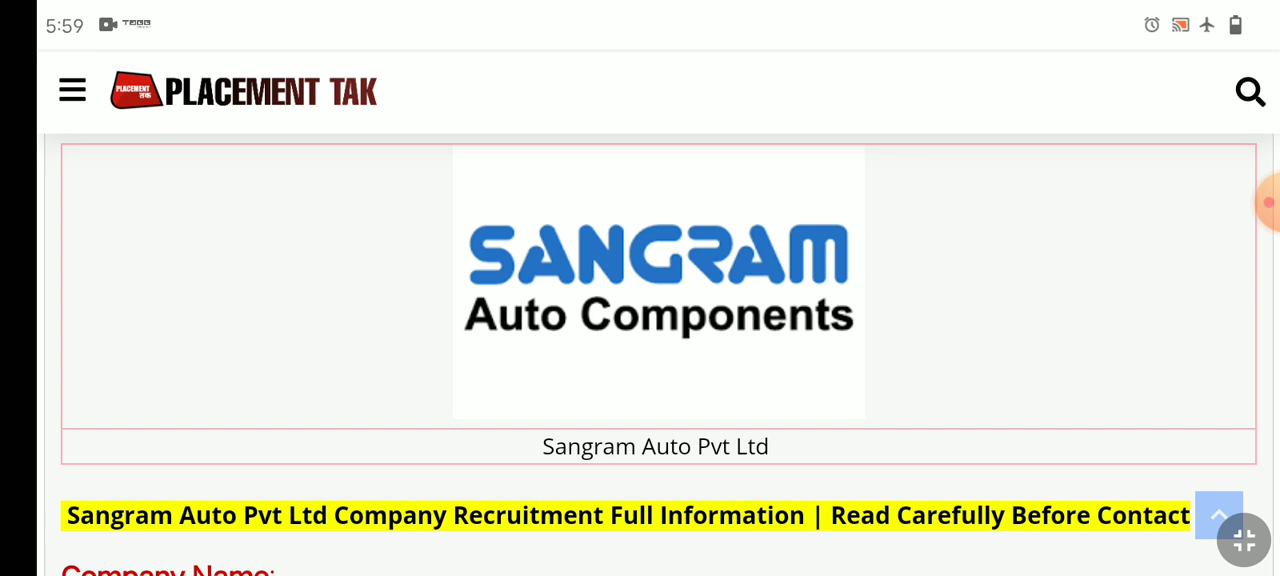 5:59
PLACEMENT TAK
SANGRAM
Auto Components
Sangram Auto Pvt Ltd
Sangram Auto Pvt Ltd Company Recruitment Full Information | Read Carefully Before Contact
Company Name: